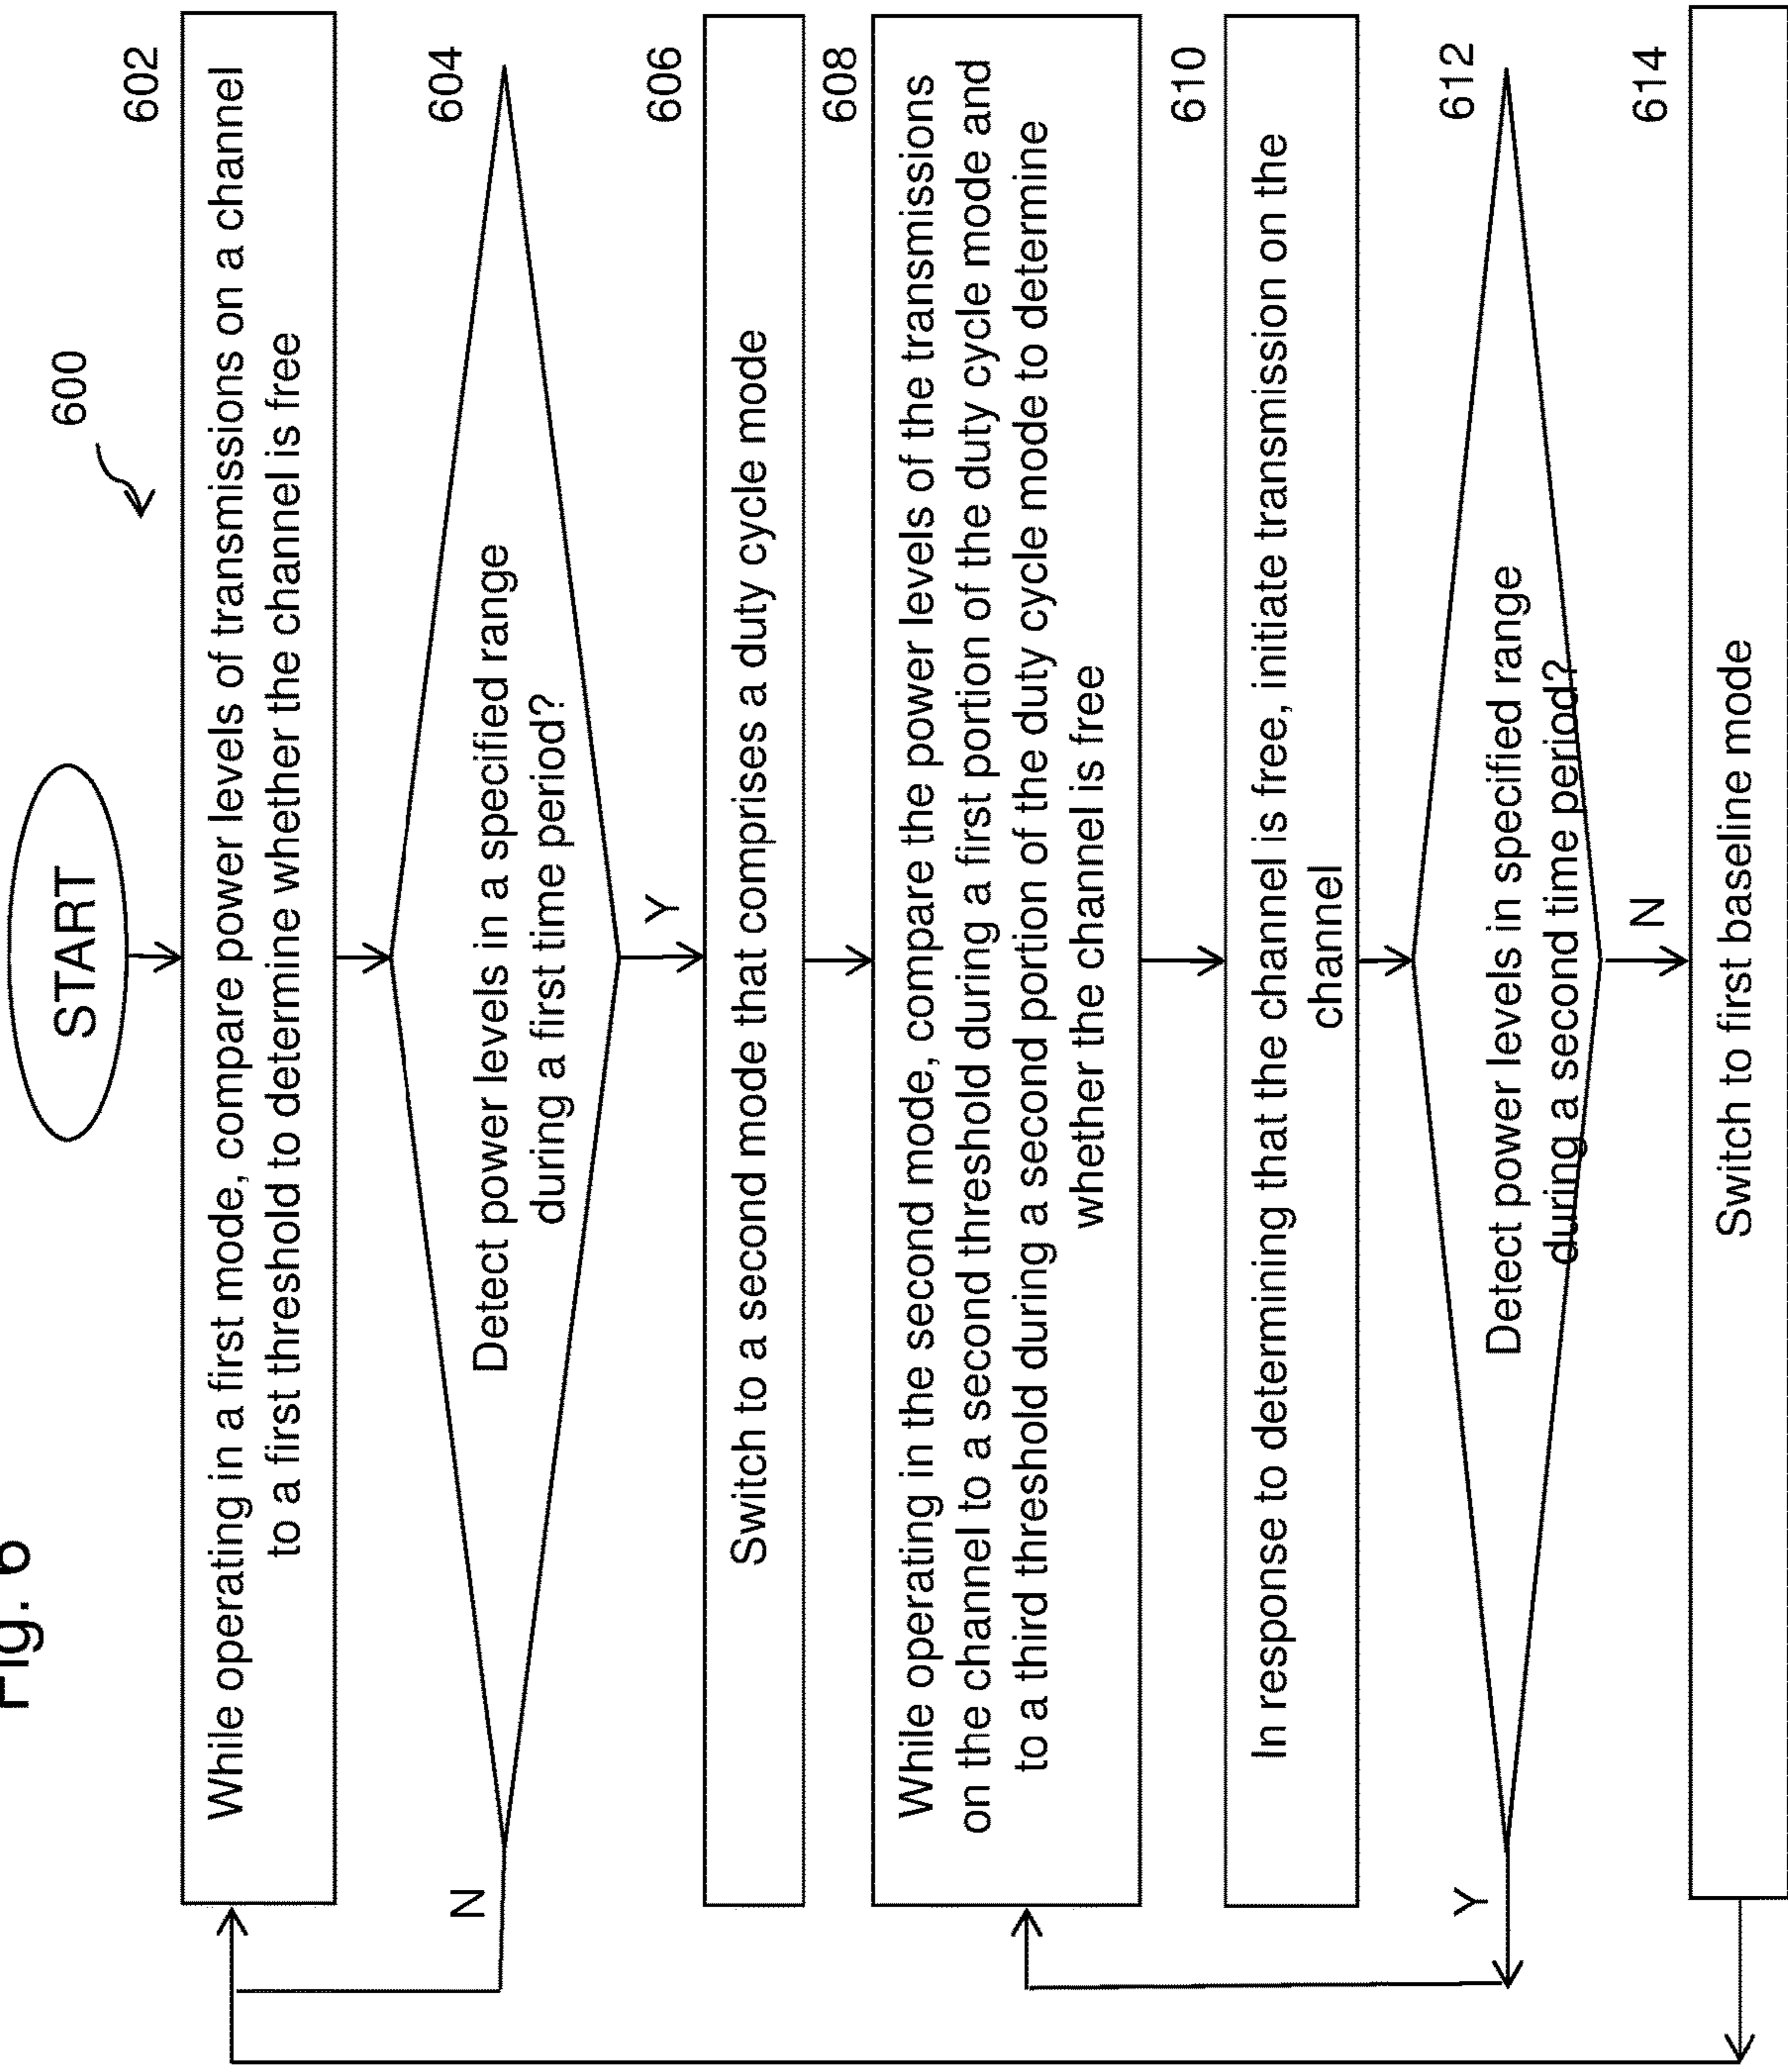 Fig. 6
600
START
602
While operating in a first mode, compare power levels of transmissions on a channel
to a first threshold to determine whether the channel is free
604
Detect power levels in a specified range
during a first time period?
N
Y
606
Switch to a second mode that comprises a duty cycle mode
608
While operating in the second mode, compare the power levels of the transmissions
on the channel to a second threshold during a first portion of the duty cycle mode and
to a third threshold during a second portion of the duty cycle mode to determine
whether the channel is free
610
In response to determining that the channel is free, initiate transmission on the
channel
612
Detect power levels in specified range
during a second time period?
Y
N
614
Switch to first baseline mode